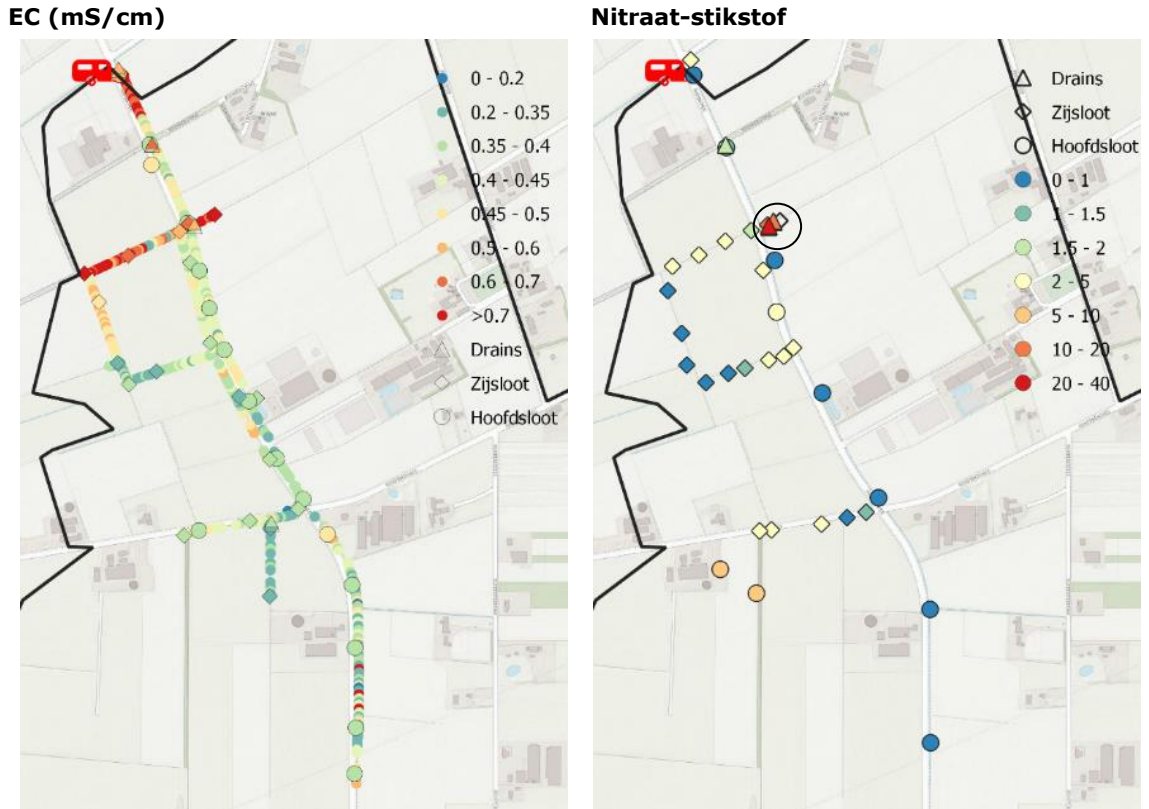 EC (mS/cm)
Nitraat-stikstof
0 - 0.2
0.2 - 0.35
0.35 - 0.4
0.4 - 0.45
0.45 - 0.5
0.5 - 0.6
0.6 - 0.7
>0.7
Drains
Zijsloot
Hoofdsloot
Drains
Zijsloot
Hoofdsloot
0 - 1
1 - 1.5
1.5 - 2
2 - 5
5 - 10
10 - 20
20 - 40